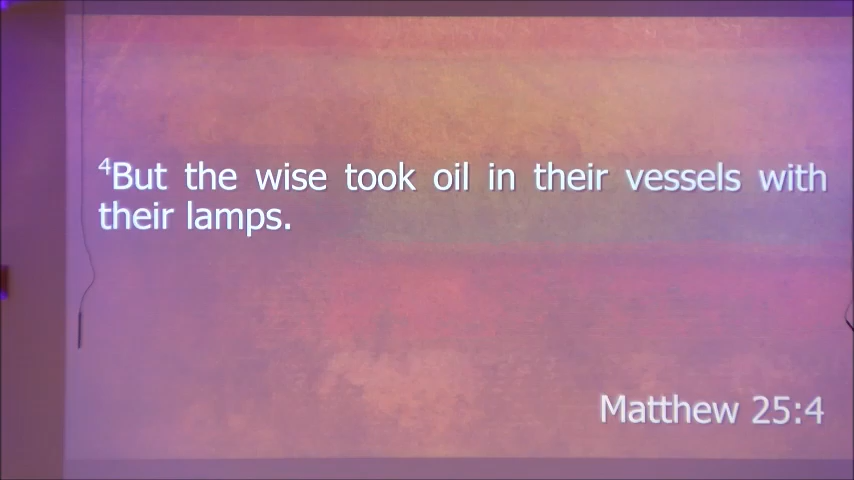 ⁴But the wise took oil in their vessels with
their lamps.
Matthew 25:4